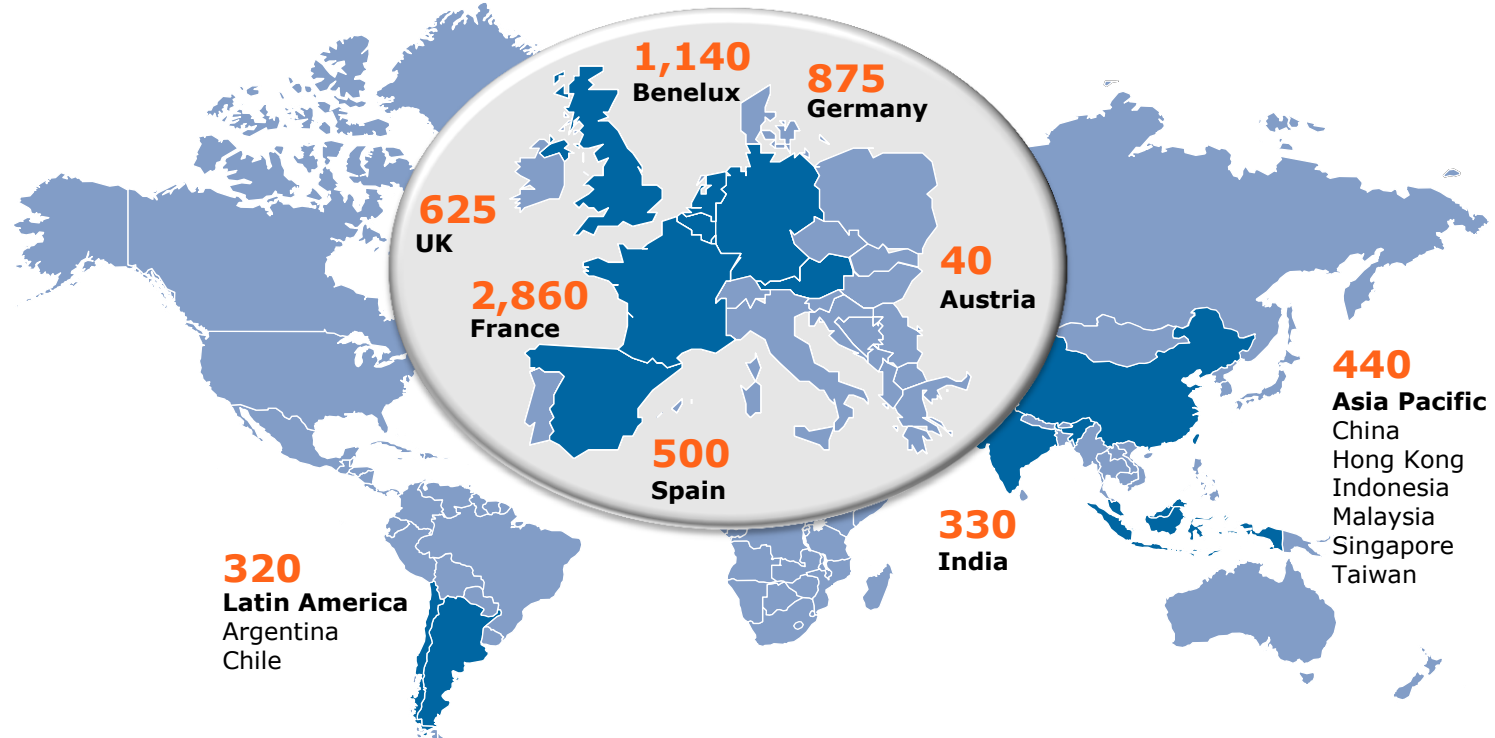 1,140
Benelux
875
Germany
625
UK
2,860
France
40
Austria
500
Spain
440
Asia Pacific
China
Hong Kong
Indonesia
Malaysia
Singapore
Taiwan
330
India
320
Latin America
Argentina
Chile